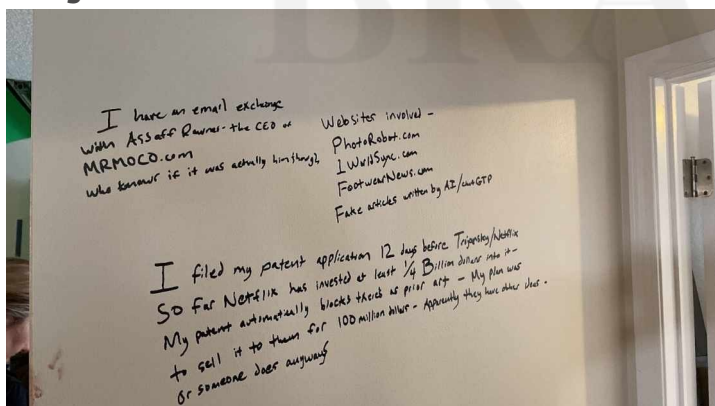 I have an email exchange
with Assaff Rawner - the CEO of
MRMOCO.com
who knows if it was actually him though,
Websites involved -
PhotoRobot.com
1WorldSync.com
FootwearNews.com
Fake articles written by AI/chatGTP
I filed my patent application 12 days before Tripersky/Netflix
So far Netflix has invested at least 1/4 Billion dollars into it -
My patent automatically blocks theirs as prior art - My plan was
to sell it to them for 100 million dollars - Apparently they have other ideas.
Or someone does anyways